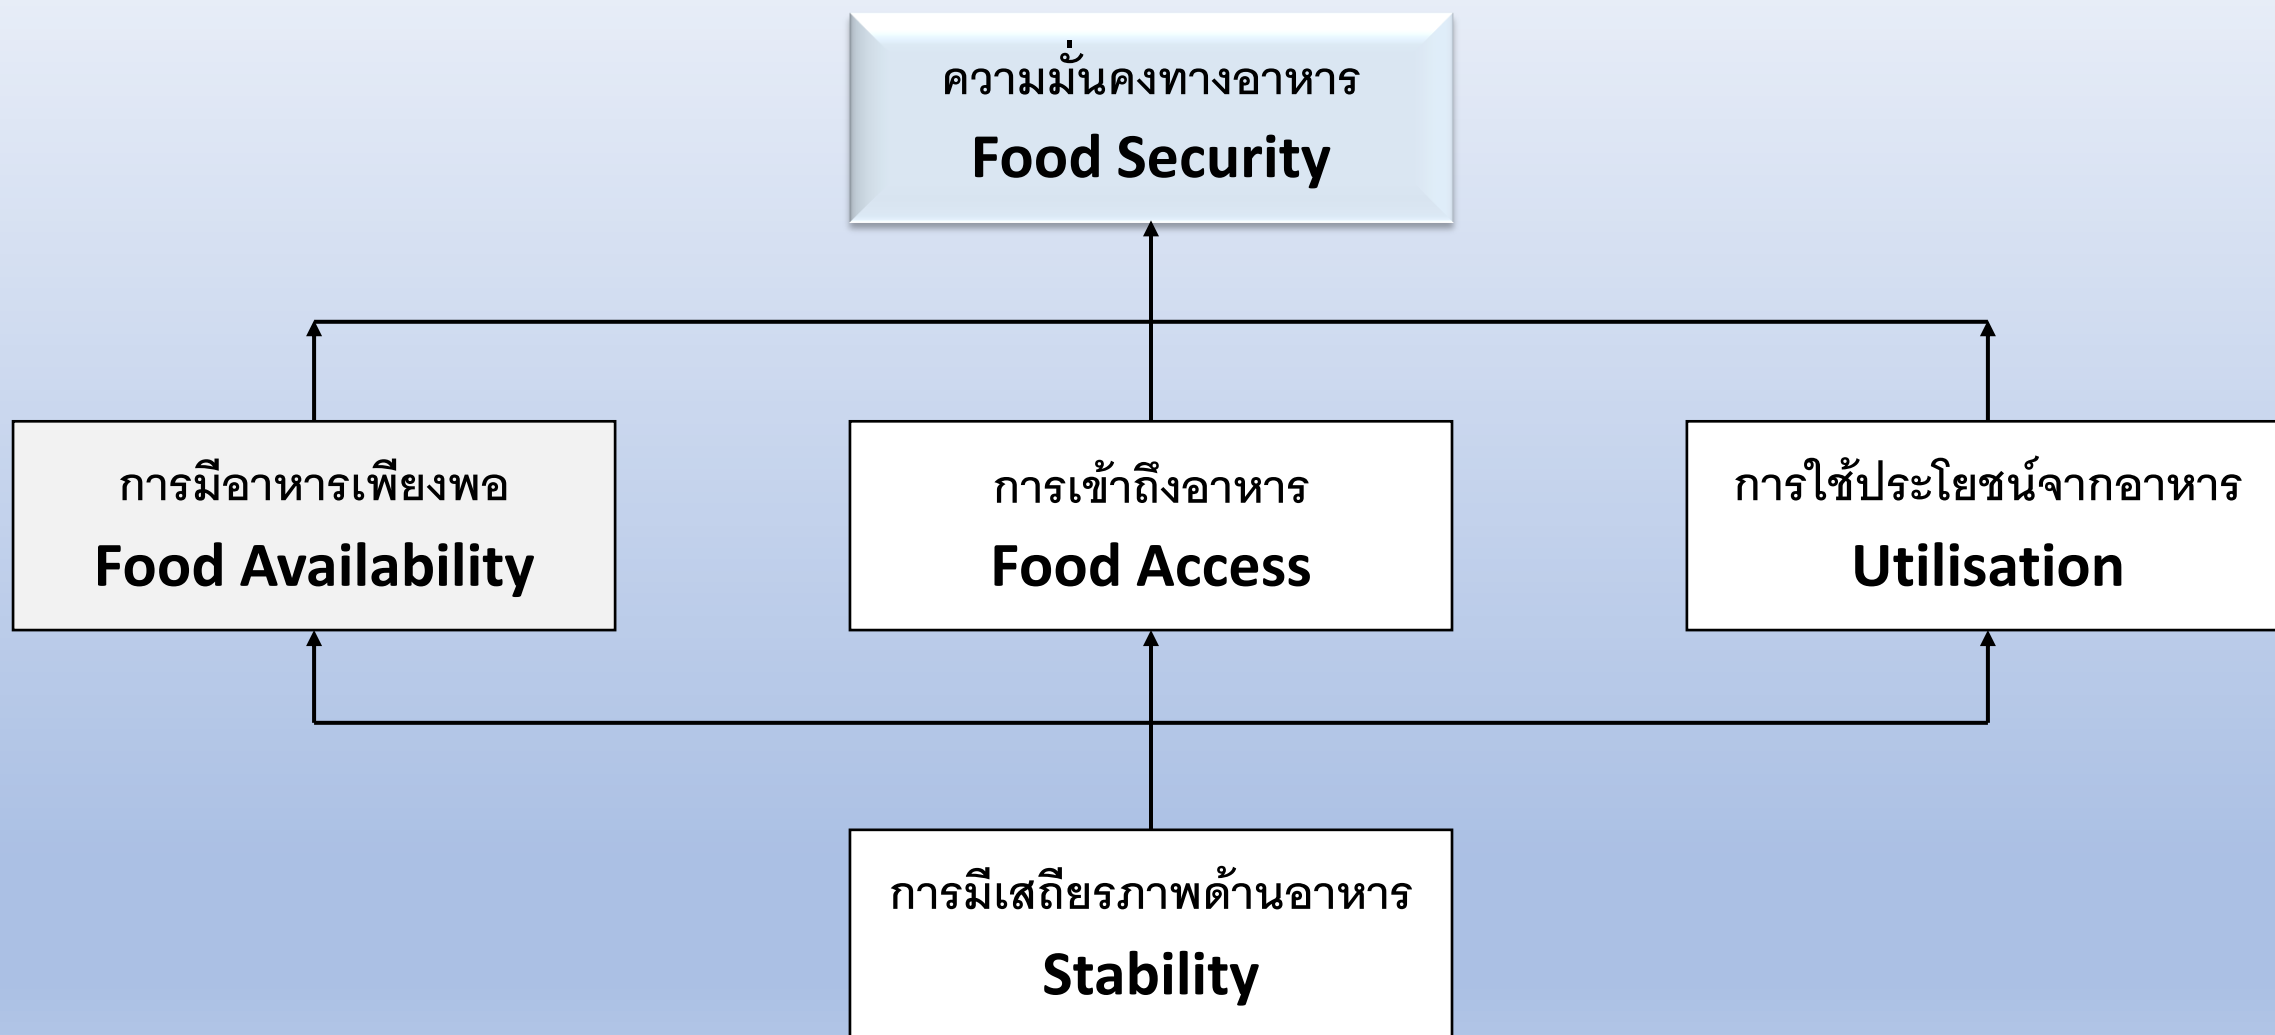 ความมั่นคงทางอาหาร
Food Security
การมีอาหารเพียงพอ
Food Availability
การเข้าถึงอาหาร
Food Access
การใช้ประโยชน์จากอาหาร
Utilisation
การมีเสถียรภาพด้านอาหาร
Stability